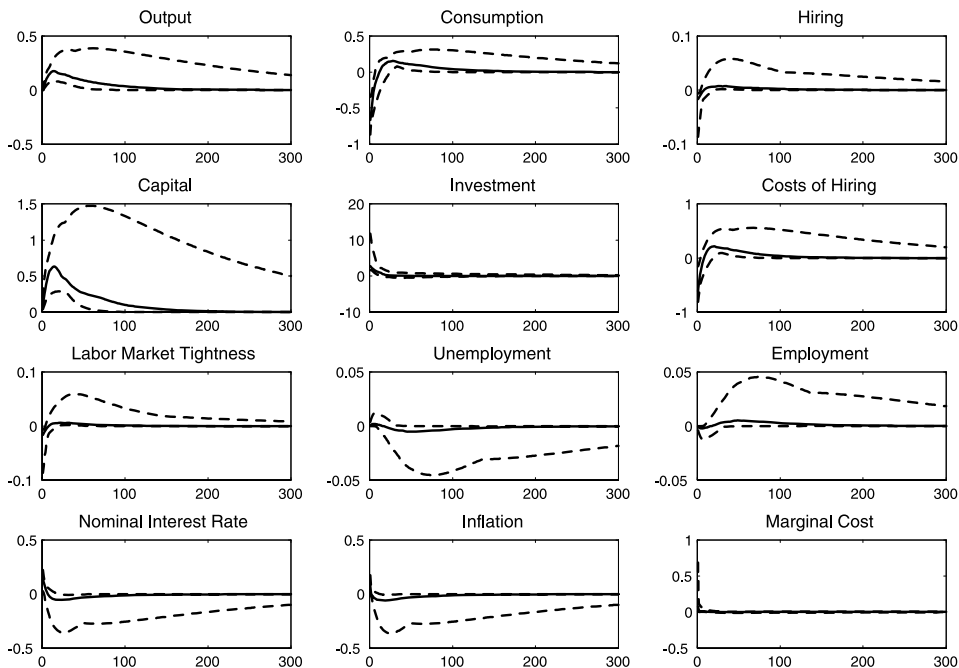 Output
0.5
0
-0.5
0 100 200 300
Consumption
0.5
0
-0.5
-1
0 100 200 300
Hiring
0.1
0
-0.1
0 100 200 300
Capital
1.5
1
0.5
0
0 100 200 300
Investment
20
10
0
-10
0 100 200 300
Costs of Hiring
1
0
-1
0 100 200 300
Labor Market Tightness
0.1
0
-0.1
0 100 200 300
Unemployment
0.05
0
-0.05
0 100 200 300
Employment
0.05
0
-0.05
0 100 200 300
Nominal Interest Rate
0.5
0
-0.5
0 100 200 300
Inflation
0.5
0
-0.5
0 100 200 300
Marginal Cost
1
0.5
0
-0.5
0 100 200 300